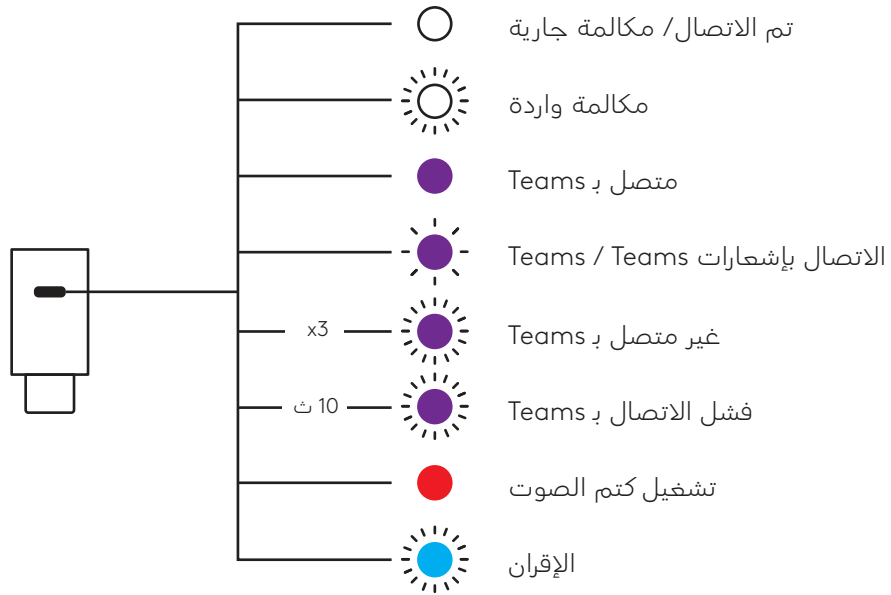 تم الاتصال/ مكالمة جارية
مكالمة واردة
متصل بـ Teams
الاتصال بإشعارات Teams / Teams
x3
غير متصل بـ Teams
10 ث
فشل الاتصال بـ Teams
تشغيل كتم الصوت
الإقران